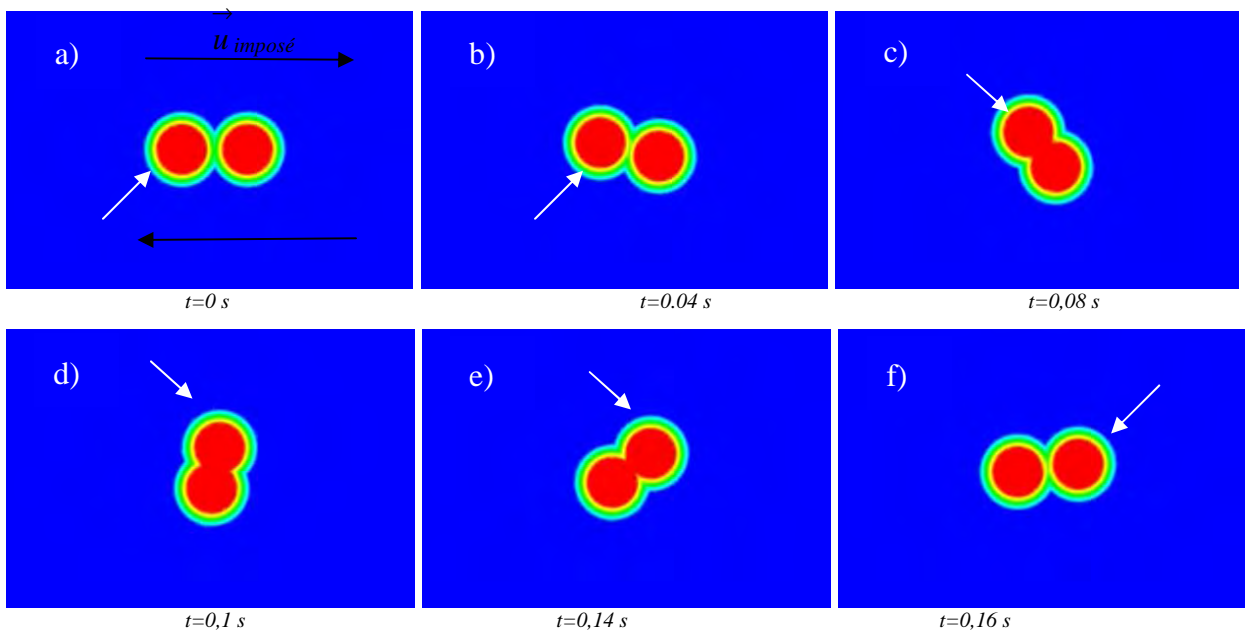 a)
u imposé
b)
c)
t=0 s
t=0.04 s
t=0,08 s
d)
e)
f)
t=0,1 s
t=0,14 s
t=0,16 s